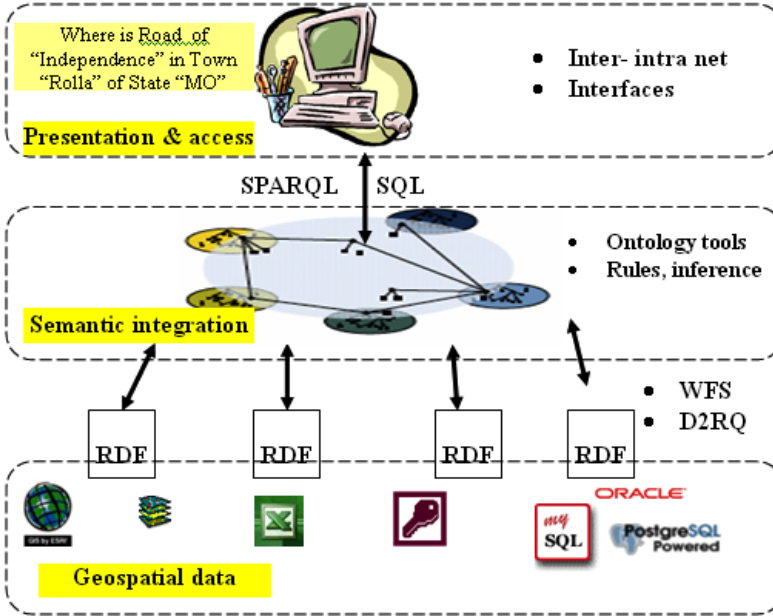 Where is Road of
“Independence” in Town
“Rolla” of State “MO”
Presentation & access
• Inter- intra net
• Interfaces
SPARQL SQL
• Ontology tools
• Rules, inference
Semantic integration
• WFS
• D2RQ
RDF RDF RDF RDF
GIS by ESRI
my
SQL
ORACLE
PostgreSQL
Powered
Geospatial data